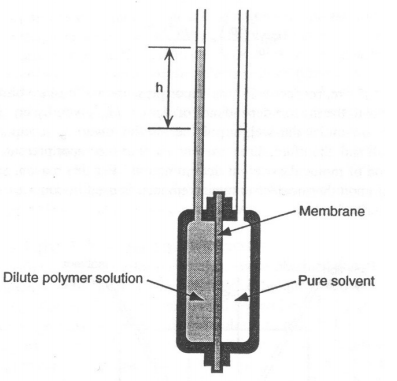 h
Membrane
Dilute polymer solution
Pure solvent